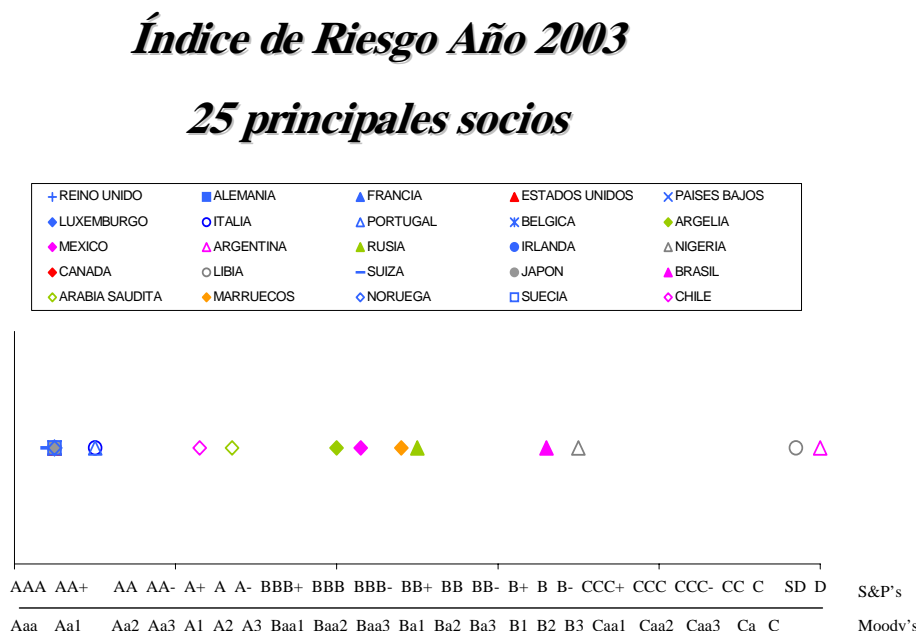 Índice de Riesgo Año 2003
25 principales socios
REINO UNIDO ALEMANIA FRANCIA ESTADOS UNIDOS PAISES BAJOS
LUXEMBURGO ITALIA PORTUGAL BELGICA ARGELIA
MEXICO ARGENTINA RUSIA IRLANDA NIGERIA
CANADA LIBIA SUIZA JAPON BRASIL
ARABIA SAUDITA MARRUECOS NORUEGA SUECIA CHILE
AAA AA+ AA AA- A+ A A- BBB+ BBB BBB- BB+ BB BB- B+ B B- CCC+ CCC CCC- CC C SD D S&P's
Aaa Aa1 Aa2 Aa3 A1 A2 A3 Baa1 Baa2 Baa3 Ba1 Ba2 Ba3 B1 B2 B3 Caa1 Caa2 Caa3 Ca C Moody's